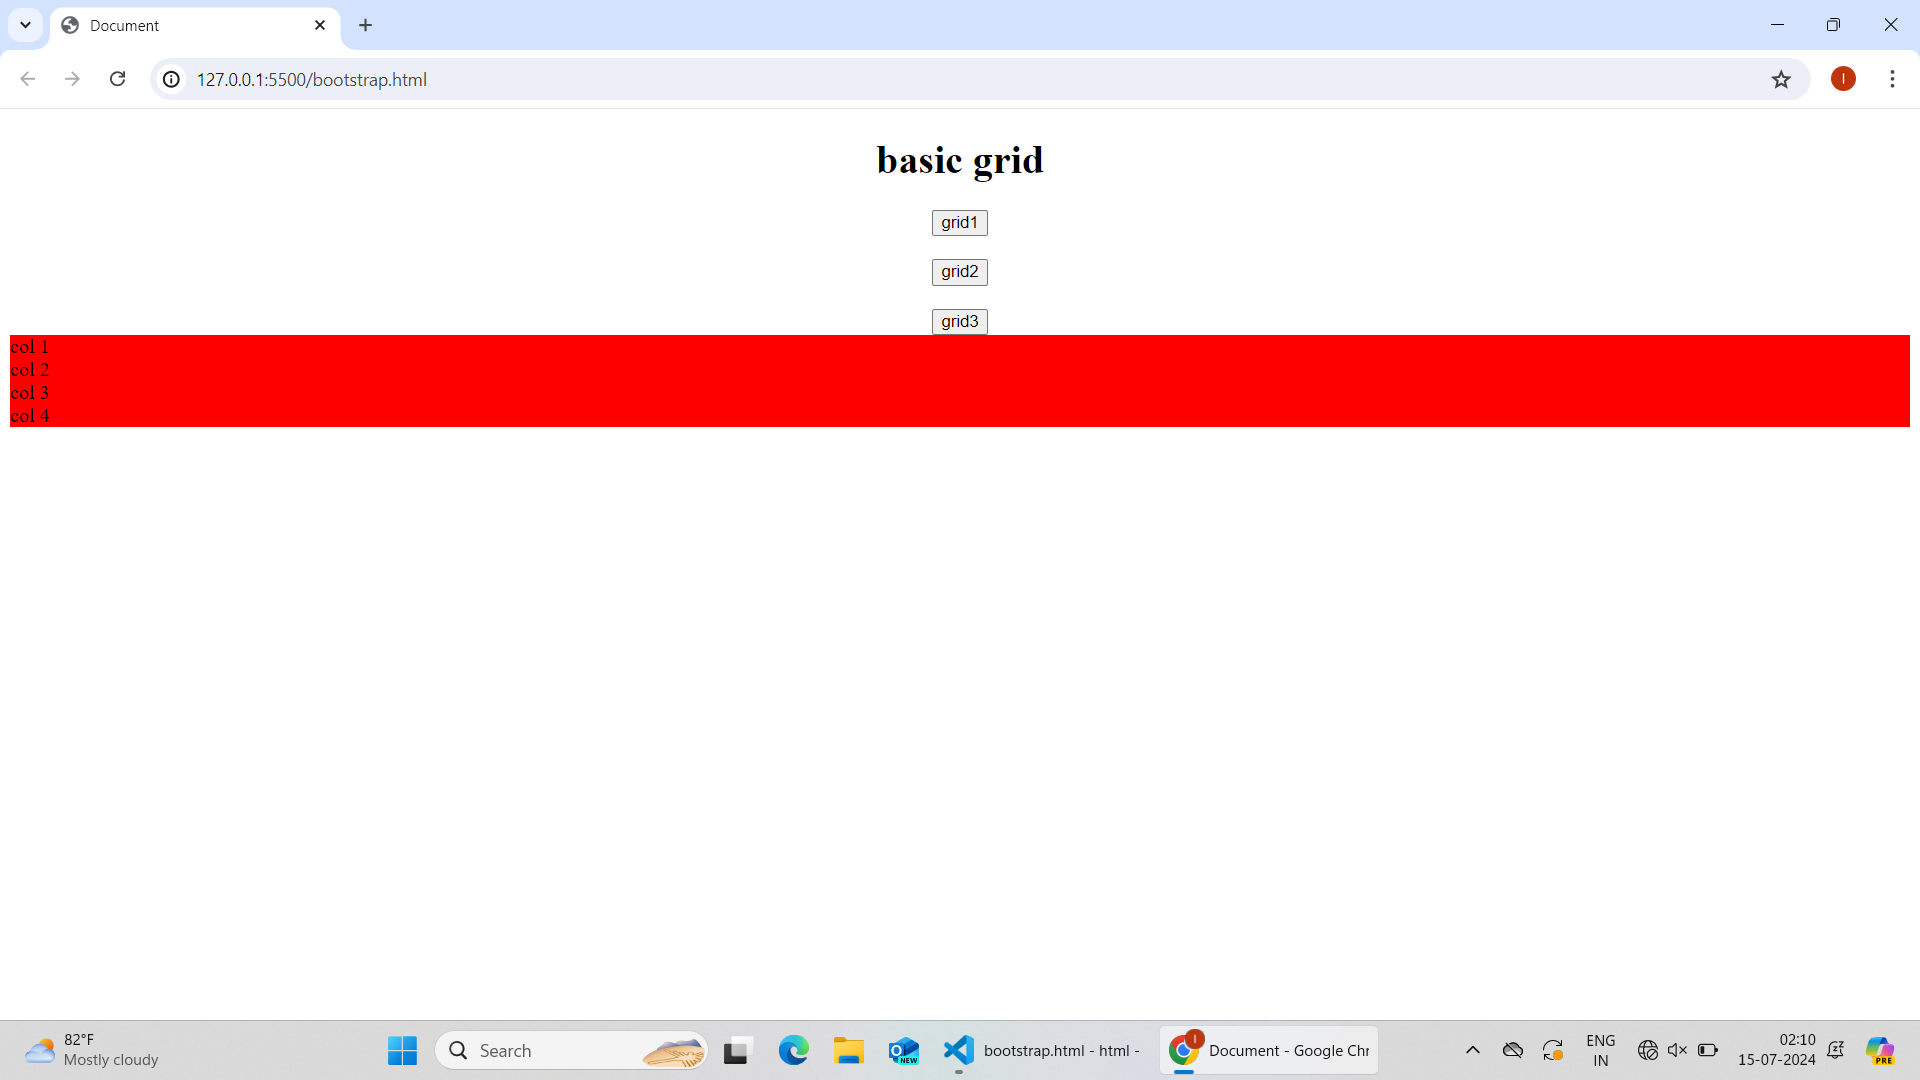 Document
127.0.0.1:5500/bootstrap.html
I
basic grid
grid1
grid2
grid3
col 1
col 2
col 3
col 4
82°F
Mostly cloudy
Search
NEW
bootstrap.html - html -
I
Document - Google Chr
ENG
IN
02:10
15-07-2024
PRE